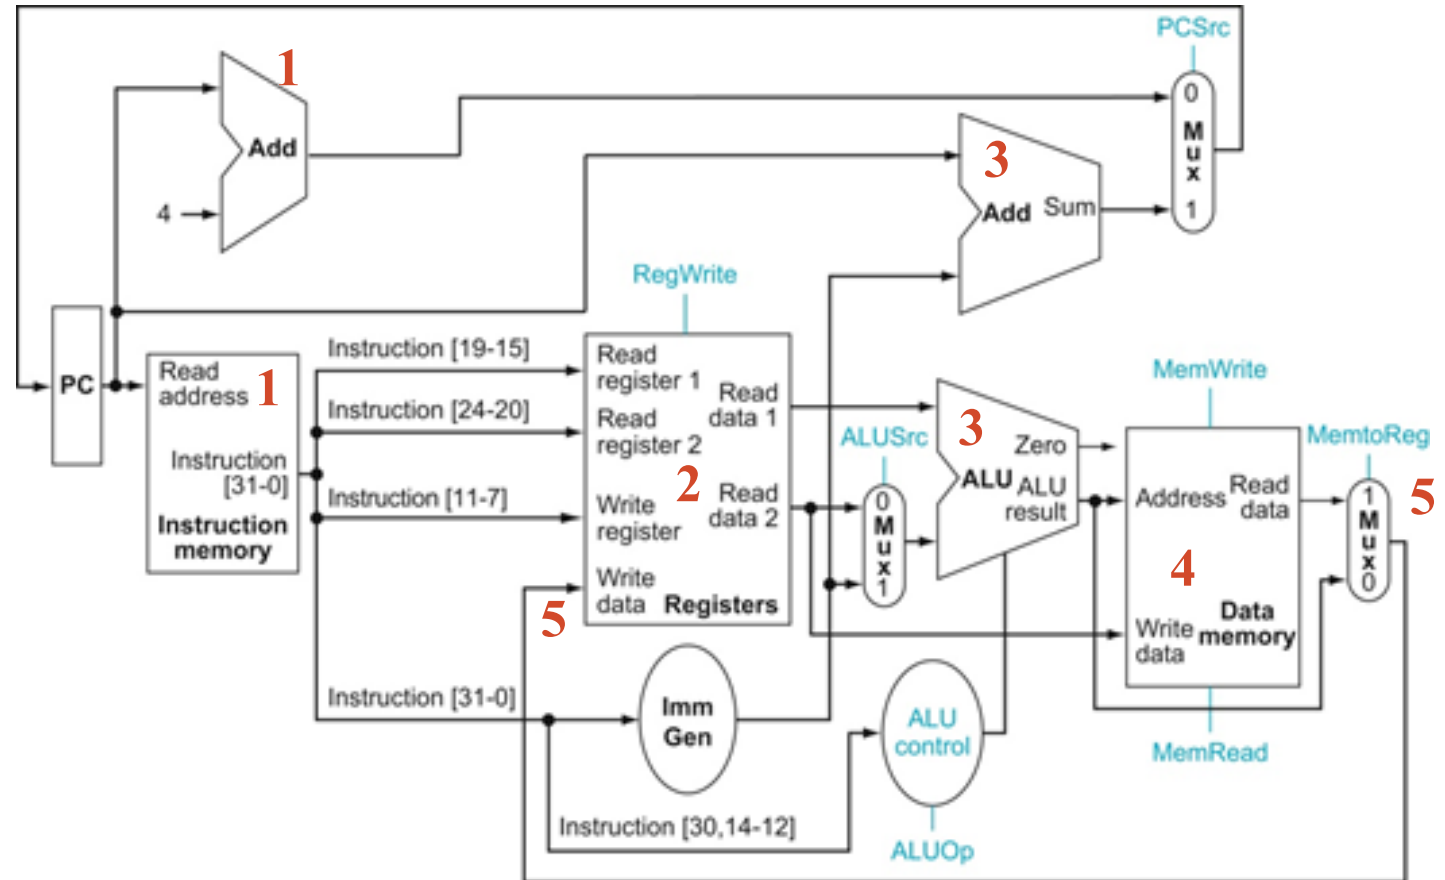 PCSrc
1
0
Mux
1
Add
3
Add
Sum
4
RegWrite
PC
Read
address
1
Instruction
[31-0]
Instruction
memory
Instruction [19-15]
Instruction [24-20]
Instruction [11-7]
Instruction [31-0]
Instruction [30,14-12]
Read
register 1
Read
register 2
Write
register
Write
data
Read
data 1
Read
data 2
2
Registers
5
Imm
Gen
ALUSrc
0
Mux
1
3
Zero
ALU
ALU
result
ALU
control
ALUOp
MemWrite
Address
Read
data
4
Write
data
Data
memory
MemRead
MemtoReg
1
Mux
0
5